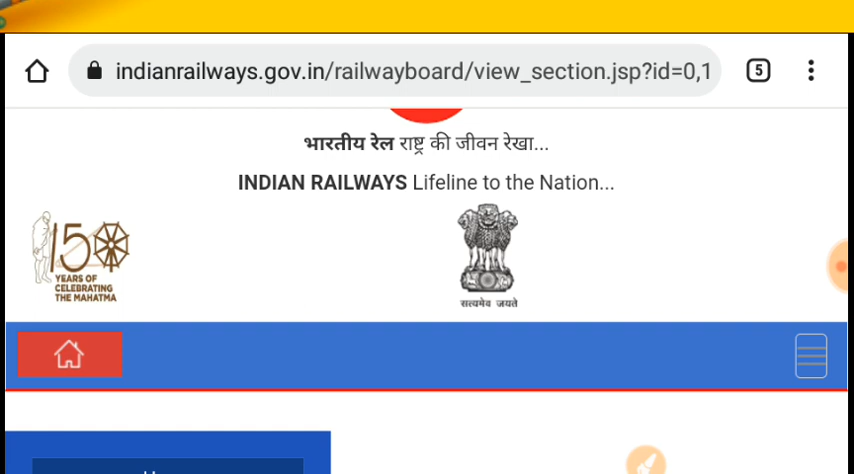 indianrailways.gov.in/railwayboard/view_section.jsp?id=0,1
5
भारतीय रेल राष्ट्र की जीवन रेखा...
INDIAN RAILWAYS Lifeline to the Nation...
150
YEARS OF
CELEBRATING
THE MAHATMA
सत्यमेव जयते